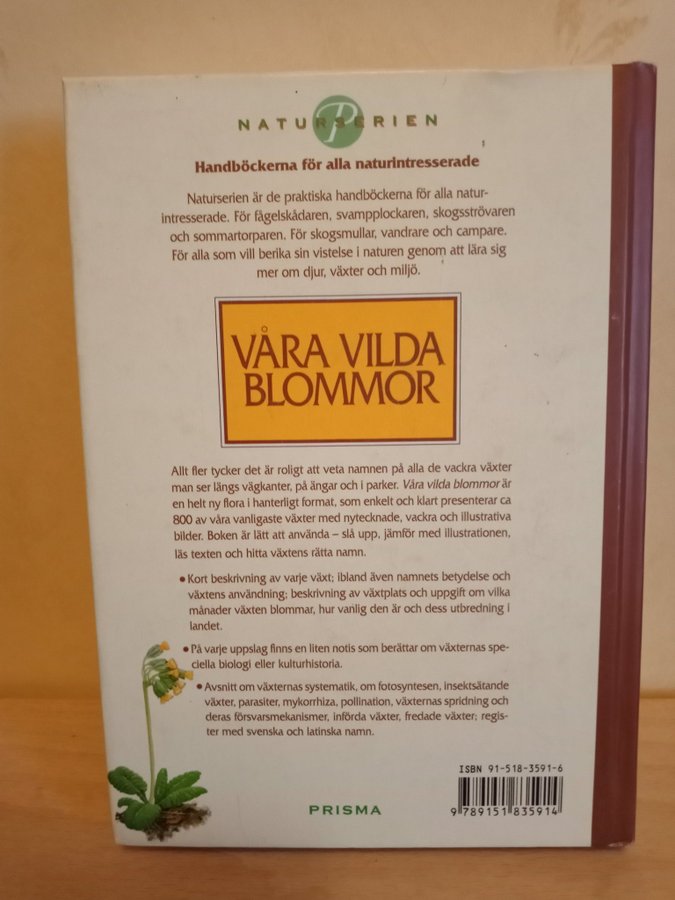 NATURSERIEN
P
Handböckerna för alla naturintresserade
Naturserien är de praktiska handböckerna för alla natur-
intresserade. För fågelskådaren, svampplockaren, skogsströvaren
och sommartorparen. För skogsmullar, vandrare och campare.
För alla som vill berika sin vistelse i naturen genom att lära sig
mer om djur, växter och miljö.
VÅRA VILDA
BLOMMOR
Allt fler tycker det är roligt att veta namnen på alla de vackra växter
man ser längs vägkanter, på ängar och i parker. Våra vilda blommor är
en helt ny flora i hanterligt format, som enkelt och klart presenterar ca
800 av våra vanligaste växter med nytecknade, vackra och illustrativa
bilder. Boken är lätt att använda – slå upp, jämför med illustrationen,
läs texten och hitta växtens rätta namn.
• Kort beskrivning av varje växt; ibland även namnets betydelse och
växtens användning; beskrivning av växtplats och uppgift om vilka
månader växten blommar, hur vanlig den är och dess utbredning i
landet.
• På varje uppslag finns en liten notis som berättar om växternas spe-
ciella biologi eller kulturhistoria.
• Avsnitt om växternas systematik, om fotosyntesen, insektsätande
växter, parasiter, mykorrhiza, pollination, växternas spridning och
deras försvarsmekanismer, införda växter, fredade växter; regis-
ter med svenska och latinska namn.
ISBN 91-518-3591-6
9 789151 835914
PRISMA